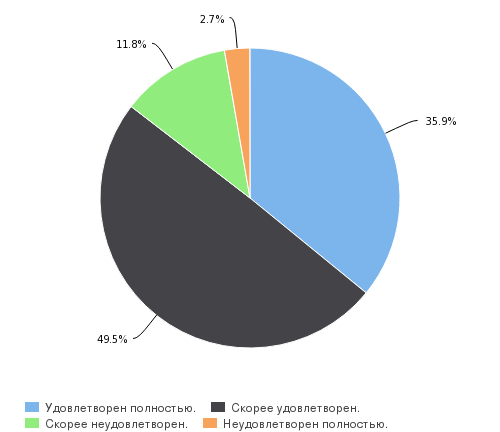 2.7%
11.8%
35.9%
49.5%
Удовлетворен полностью. Скорее удовлетворен.
Скорее неудовлетворен. Неудовлетворен полностью.